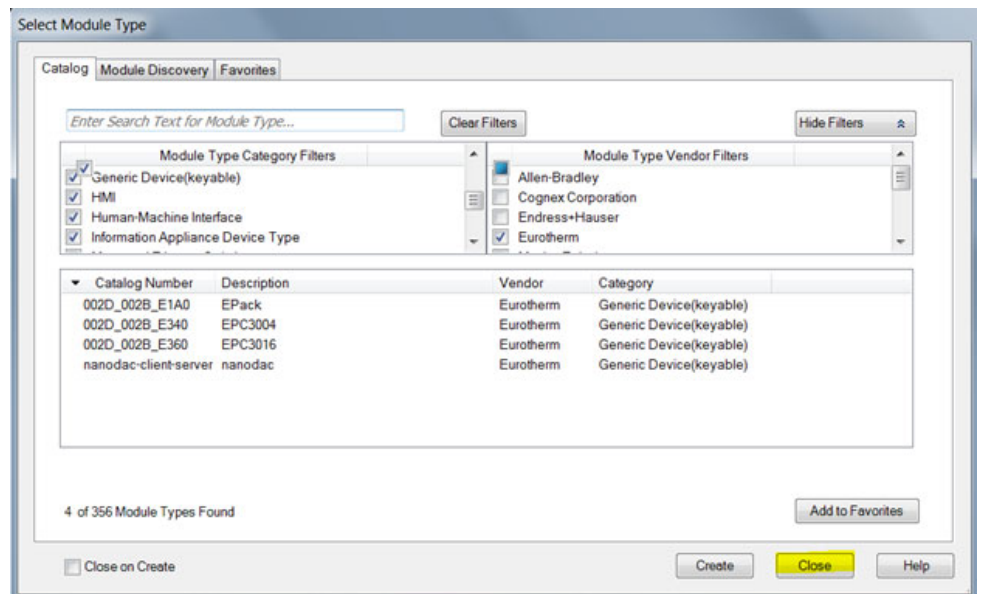 Select Module Type
Catalog Module Discovery Favorites
Enter Search Text for Module Type... Clear Filters Hide Filters
Module Type Category Filters Module Type Vendor Filters
Generic Device(keyable) Allen-Bradley
HMI Cognex Corporation
Human-Machine Interface Endress+Hauser
Information Appliance Device Type Eurotherm
Catalog Number Description Vendor Category
002D_002B_E1A0 EPack Eurotherm Generic Device(keyable)
002D_002B_E340 EPC3004 Eurotherm Generic Device(keyable)
002D_002B_E360 EPC3016 Eurotherm Generic Device(keyable)
nanodac-client-server nanodac Eurotherm Generic Device(keyable)
4 of 356 Module Types Found Add to Favorites
Close on Create Create Close Help